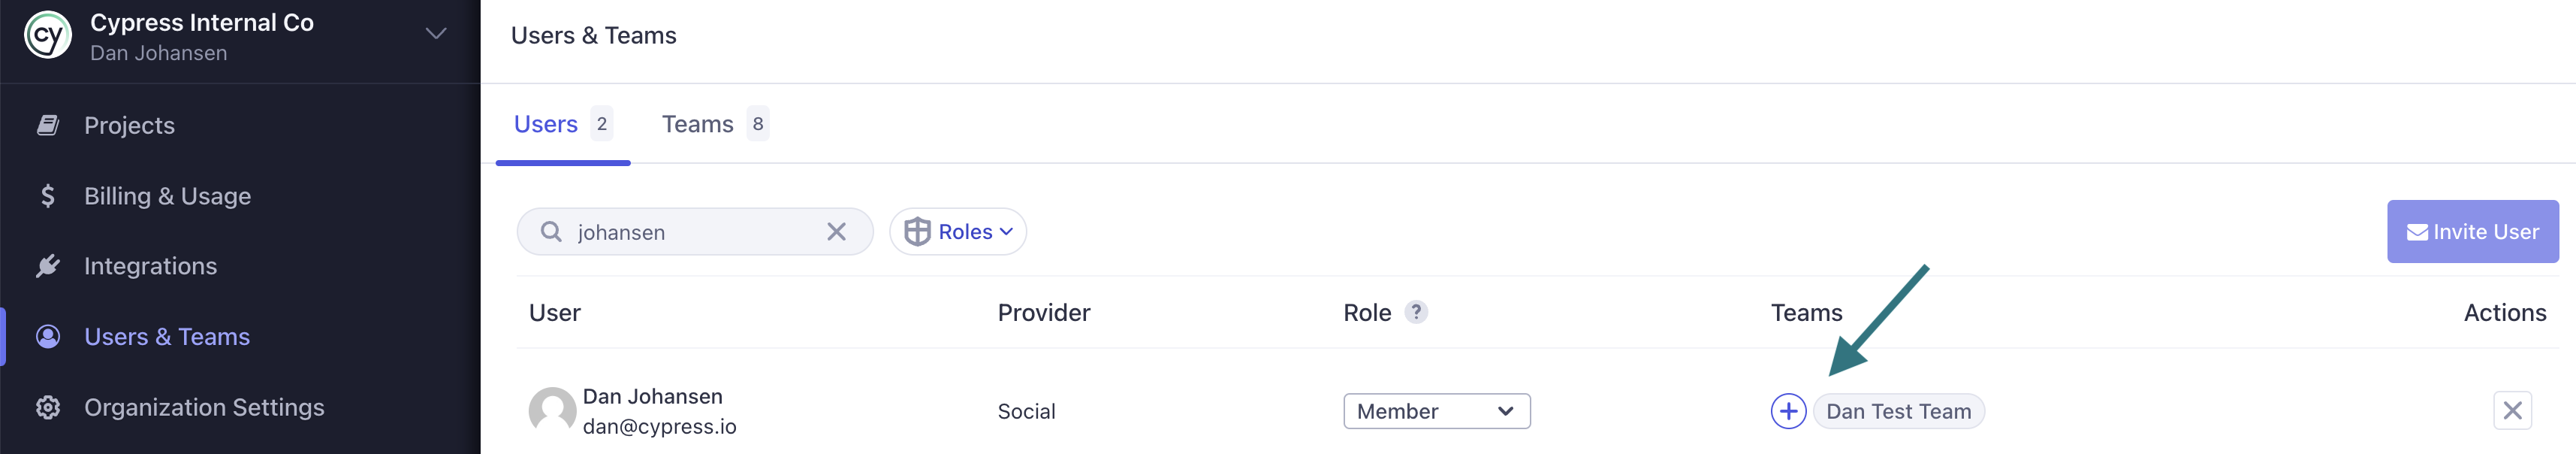 cy
Cypress Internal Co
Dan Johansen
Projects
Billing & Usage
Integrations
Users & Teams
Organization Settings
Users & Teams
Users 2 Teams 8
johansen Roles Invite User
User Provider Role ? Teams Actions
Dan Johansen
dan@cypress.io
Social Member Dan Test Team